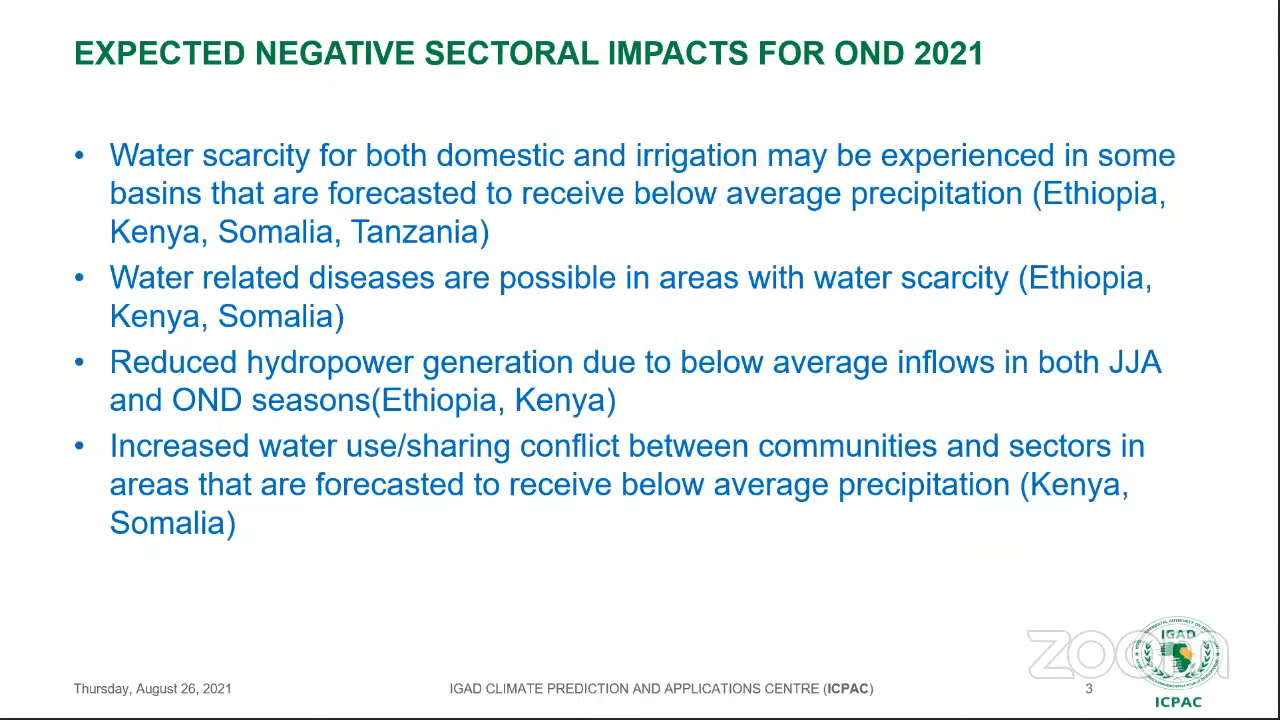 EXPECTED NEGATIVE SECTORAL IMPACTS FOR OND 2021
• Water scarcity for both domestic and irrigation may be experienced in some
basins that are forecasted to receive below average precipitation (Ethiopia,
Kenya, Somalia, Tanzania)
• Water related diseases are possible in areas with water scarcity (Ethiopia,
Kenya, Somalia)
• Reduced hydropower generation due to below average inflows in both JJA
and OND seasons(Ethiopia, Kenya)
• Increased water use/sharing conflict between communities and sectors in
areas that are forecasted to receive below average precipitation (Kenya,
Somalia)
zoom
IGAD
ICPAC
Thursday, August 26, 2021
IGAD CLIMATE PREDICTION AND APPLICATIONS CENTRE (ICPAC)
3